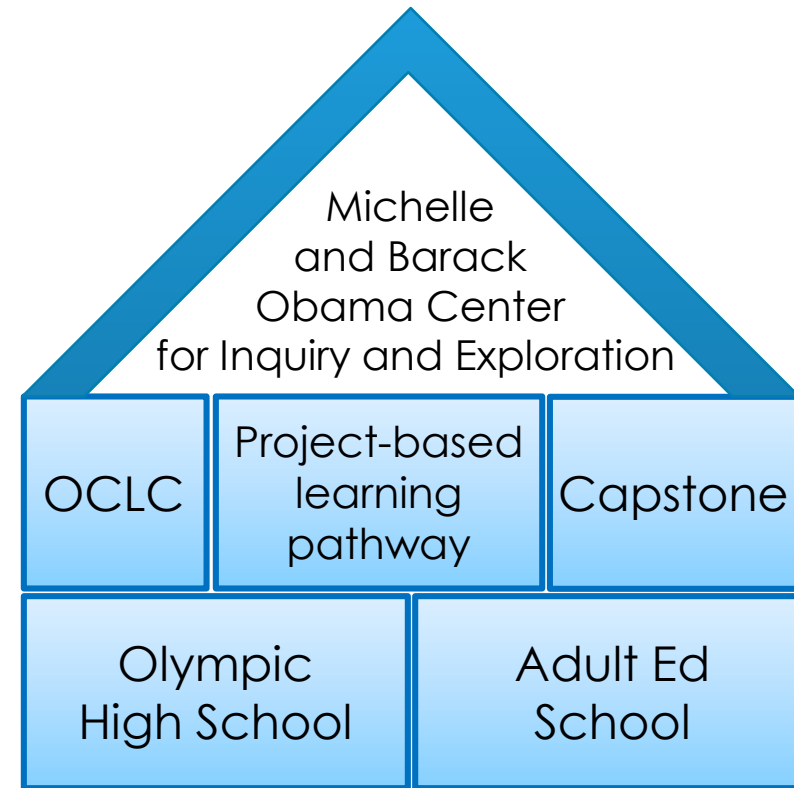 Michelle
and Barack
Obama Center
for Inquiry and Exploration
OCLC
Project-based
learning
pathway
Capstone
Olympic
High School
Adult Ed
School